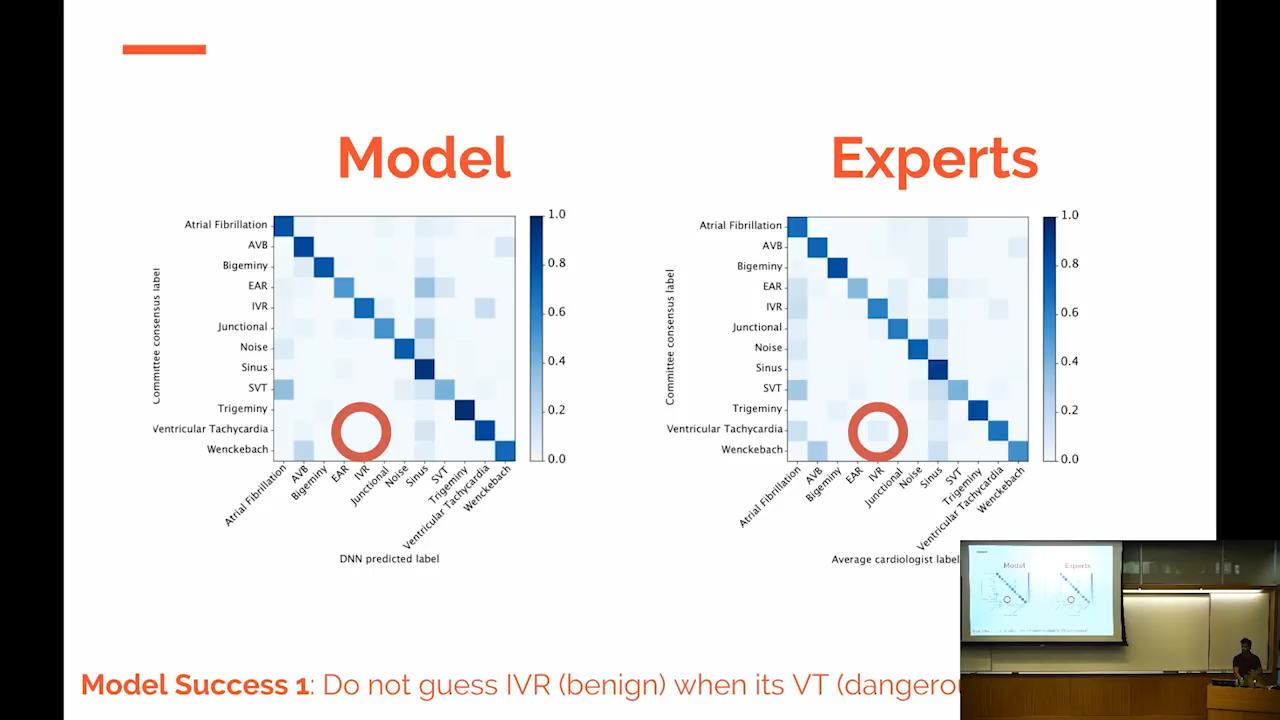 Model
Experts
Atrial Fibrillation
AVB
Bigeminy
EAR
IVR
Junctional
Noise
Sinus
SVT
Trigeminy
Ventricular Tachycardia
Wenckebach
Committee consensus label
1.0
0.8
0.6
0.4
0.2
0.0
Atrial Fibrillation
AVB
Bigeminy
EAR
IVR
Junctional
Noise
Sinus
SVT
Trigeminy
Ventricular Tachycardia
Wenckebach
DNN predicted label
Atrial Fibrillation
AVB
Bigeminy
EAR
IVR
Junctional
Noise
Sinus
SVT
Trigeminy
Ventricular Tachycardia
Wenckebach
Committee consensus label
1.0
0.8
0.6
0.4
0.2
0.0
Atrial Fibrillation
AVB
Bigeminy
EAR
IVR
Junctional
Noise
Sinus
SVT
Trigeminy
Ventricular Tachycardia
Wenckebach
Average cardiologist label
Model Experts
Model Success 1: Do not guess IVR (benign) when its VT (dangerou